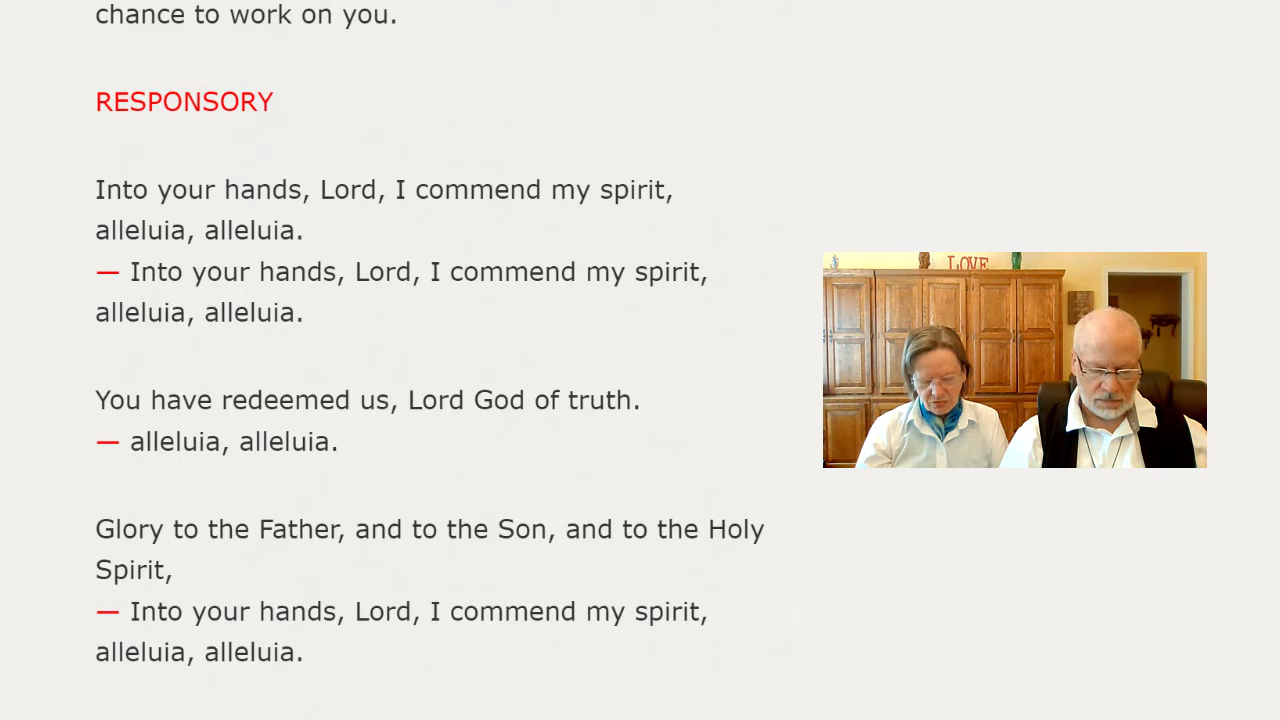 chance to work on you.
RESPONSORY
Into your hands, Lord, I commend my spirit,
alleluia, alleluia.
— Into your hands, Lord, I commend my spirit,
alleluia, alleluia.
You have redeemed us, Lord God of truth.
— alleluia, alleluia.
Glory to the Father, and to the Son, and to the Holy
Spirit,
— Into your hands, Lord, I commend my spirit,
alleluia, alleluia.
LOVE